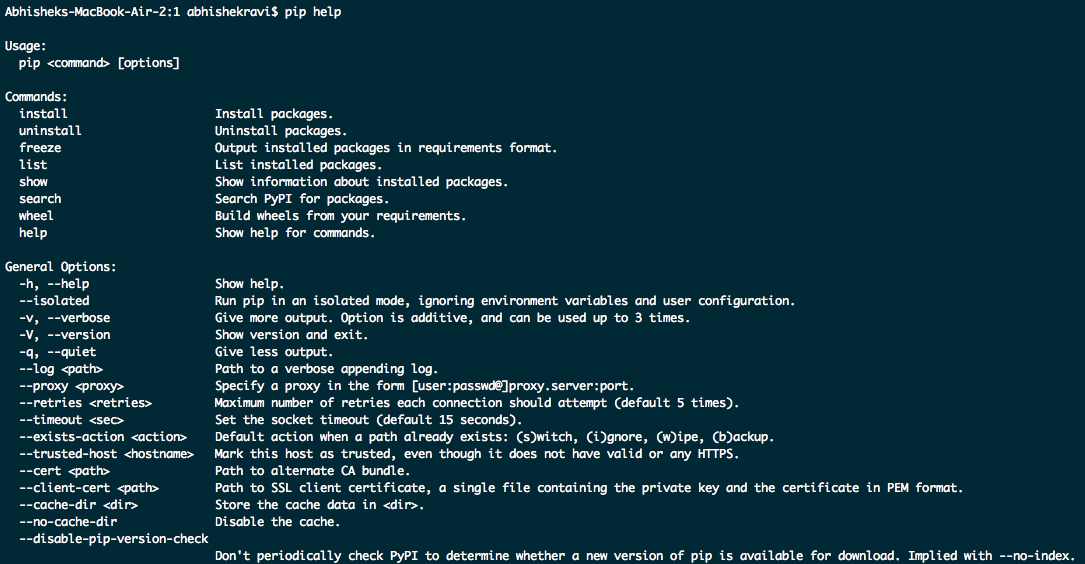 Abhisheks-MacBook-Air-2:1 abhishekravi$ pip help

Usage:
  pip <command> [options]

Commands:
  install                     Install packages.
  uninstall                   Uninstall packages.
  freeze                      Output installed packages in requirements format.
  list                        List installed packages.
  show                        Show information about installed packages.
  search                      Search PyPI for packages.
  wheel                       Build wheels from your requirements.
  help                        Show help for commands.

General Options:
  -h, --help                  Show help.
  --isolated                  Run pip in an isolated mode, ignoring environment variables and user configuration.
  -v, --verbose               Give more output. Option is additive, and can be used up to 3 times.
  -V, --version               Show version and exit.
  -q, --quiet                 Give less output.
  --log <path>                Path to a verbose appending log.
  --proxy <proxy>             Specify a proxy in the form [user:passwd@]proxy.server:port.
  --retries <retries>         Maximum number of retries each connection should attempt (default 5 times).
  --timeout <sec>             Set the socket timeout (default 15 seconds).
  --exists-action <action>    Default action when a path already exists: (s)witch, (i)gnore, (w)ipe, (b)ackup.
  --trusted-host <hostname>   Mark this host as trusted, even though it does not have valid or any HTTPS.
  --cert <path>               Path to alternate CA bundle.
  --client-cert <path>        Path to SSL client certificate, a single file containing the private key and the certificate in PEM format.
  --cache-dir <dir>           Store the cache data in <dir>.
  --no-cache-dir              Disable the cache.
  --disable-pip-version-check
                              Don't periodically check PyPI to determine whether a new version of pip is available for download. Implied with --no-index.